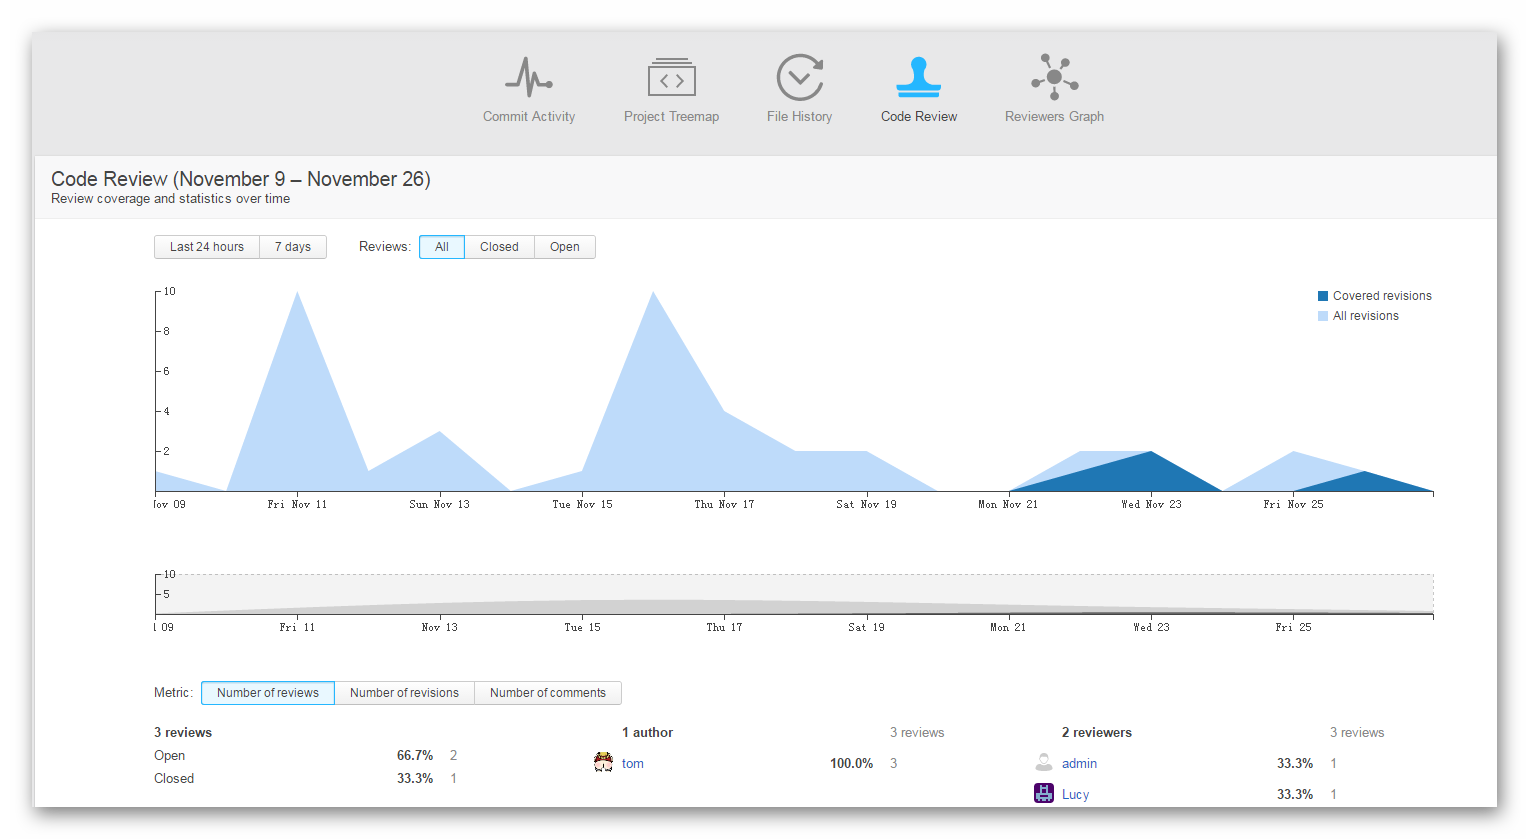 Commit Activity Project Treemap File History Code Review Reviewers Graph
Code Review (November 9 – November 26)
Review coverage and statistics over time
Last 24 hours 7 days Reviews: All Closed Open
10
8
6
4
2
Covered revisions
All revisions
ov 09 Fri Nov 11 Sun Nov 13 Tue Nov 15 Thu Nov 17 Sat Nov 19 Mon Nov 21 Wed Nov 23 Fri Nov 25
10
5
09 Fri 11 Nov 13 Tue 15 Thu 17 Sat 19 Mon 21 Wed 23 Fri 25
Metric: Number of reviews Number of revisions Number of comments
3 reviews 1 author 3 reviews 2 reviewers 3 reviews
Open 66.7% 2
Closed 33.3% 1
tom 100.0% 3
admin 33.3% 1
Lucy 33.3% 1